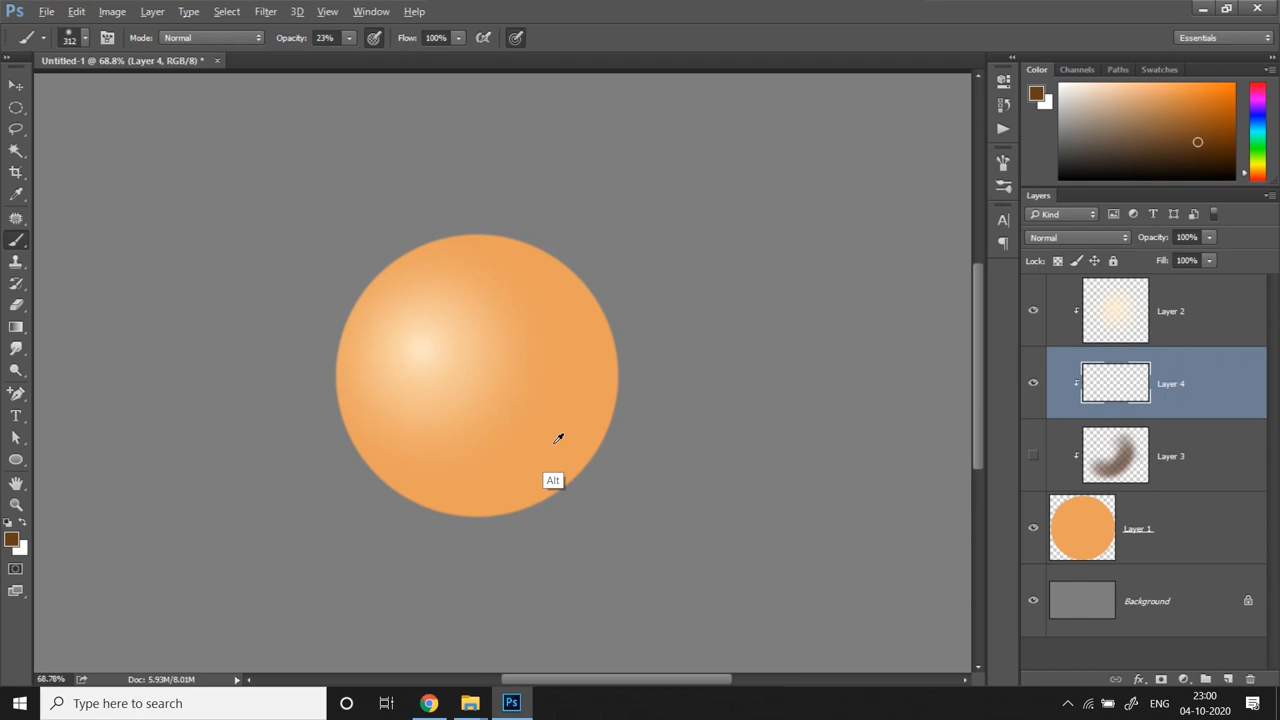 Ps File Edit Image Layer Type Select Filter 3D View Window Help
312 Mode: Normal Opacity: 23% Flow: 100% Essentials
Untitled-1 @ 68.8% (Layer 4, RGB/8) *
Color Channels Paths Swatches
Layers
Kind
Normal Opacity: 100%
Lock: Fill: 100%
Layer 2
Layer 4
Layer 3
Layer 1
Background
Alt
68.78% Doc: 5.93M/8.01M
Type here to search
Ps
ENG
23:00
04-10-2020